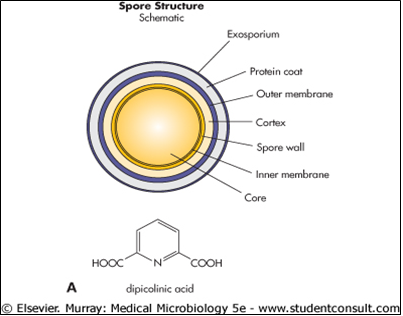 Spore Structure
Schematic
Exosporium
Protein coat
Outer membrane
Cortex
Spore wall
Inner membrane
Core
HOOC
N
COOH
A
dipicolinic acid
© Elsevier. Murray: Medical Microbiology 5e - www.studentconsult.com